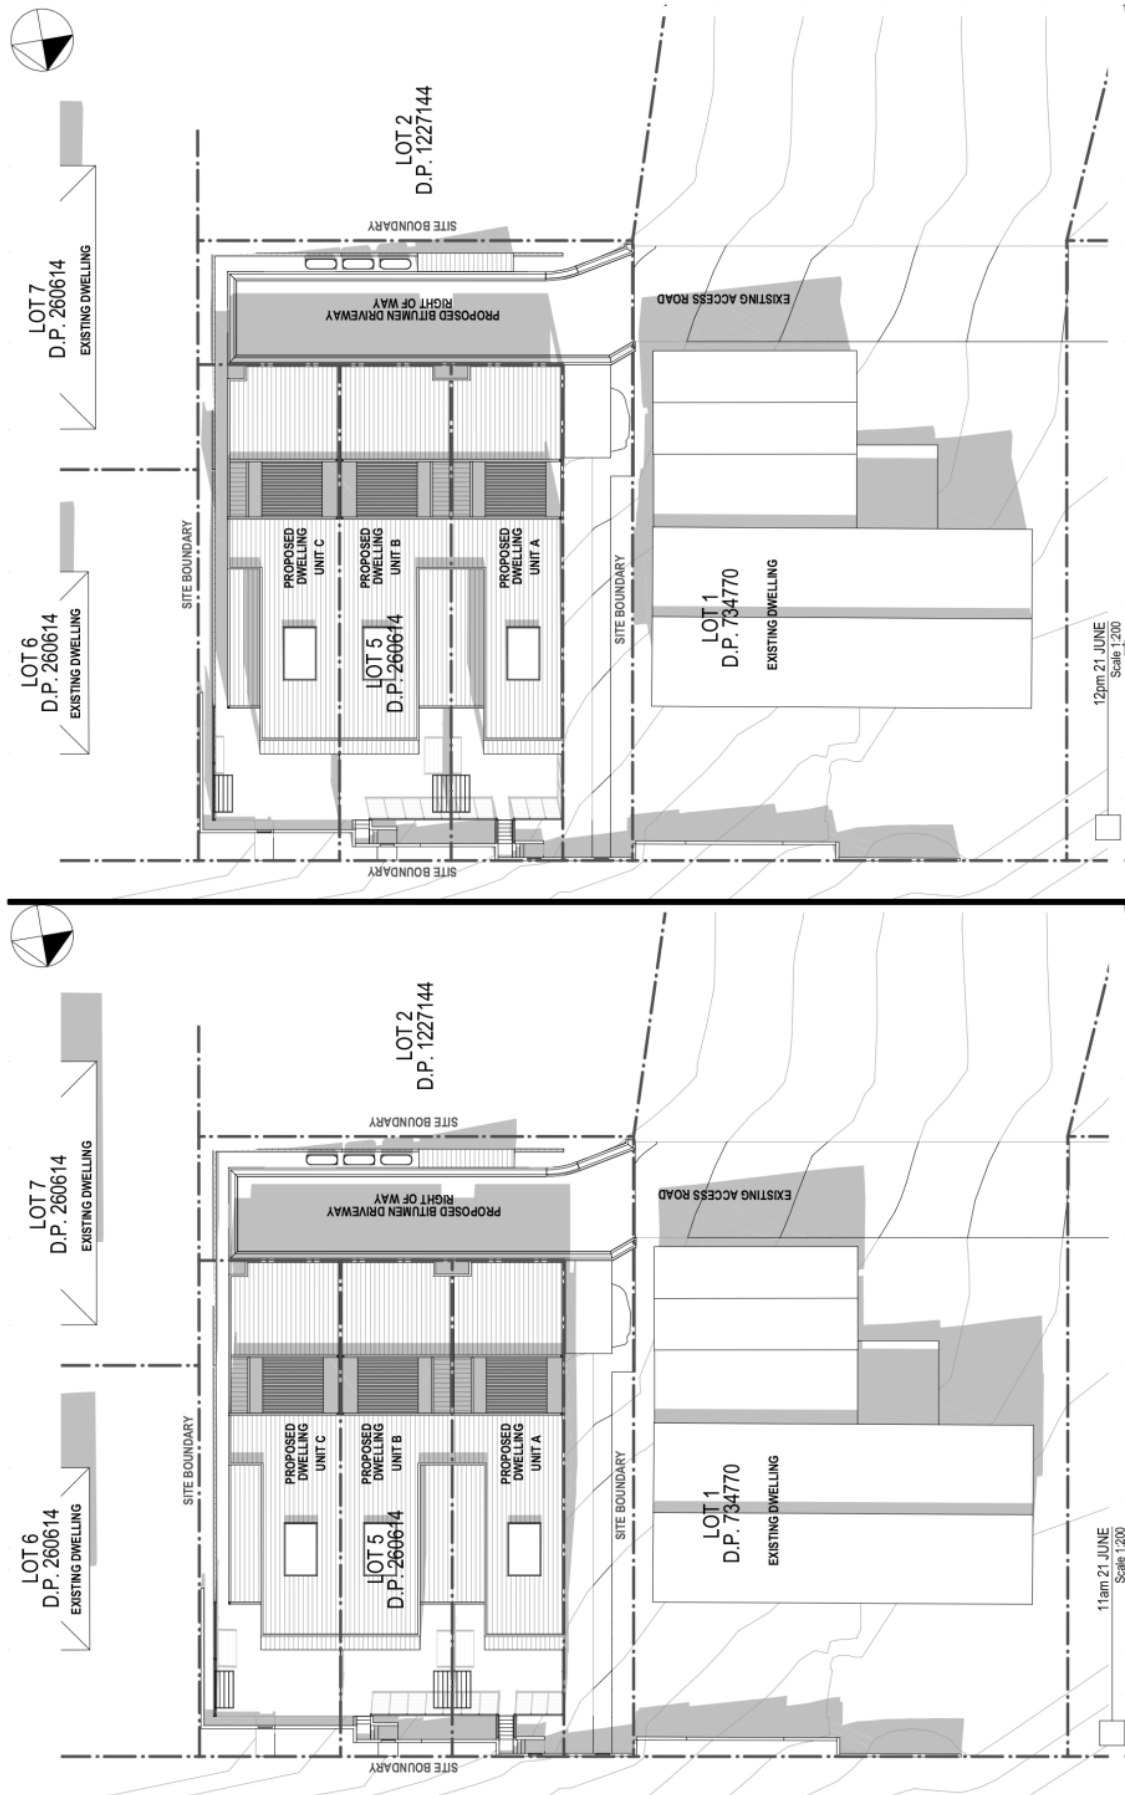 LOT 2
D.P. 1227144
SITE BOUNDARY
LOT 7
D.P. 260614
EXISTING DWELLING
PROPOSED BITUMEN DRIVEWAY
RIGHT OF WAY
EXISTING ACCESS ROAD
SITE BOUNDARY
PROPOSED
DWELLING
UNIT C
PROPOSED
DWELLING
UNIT B
PROPOSED
DWELLING
UNIT A
LOT 6
D.P. 260614
EXISTING DWELLING
LOT 5
D.P. 260614
SITE BOUNDARY
LOT 1
D.P. 734770
EXISTING DWELLING
12pm 21 JUNE
Scale 1:200
SITE BOUNDARY
LOT 2
D.P. 1227144
SITE BOUNDARY
LOT 7
D.P. 260614
EXISTING DWELLING
PROPOSED BITUMEN DRIVEWAY
RIGHT OF WAY
EXISTING ACCESS ROAD
SITE BOUNDARY
PROPOSED
DWELLING
UNIT C
PROPOSED
DWELLING
UNIT B
PROPOSED
DWELLING
UNIT A
LOT 6
D.P. 260614
EXISTING DWELLING
LOT 5
D.P. 260614
SITE BOUNDARY
LOT 1
D.P. 734770
EXISTING DWELLING
11am 21 JUNE
Scale 1:200
SITE BOUNDARY